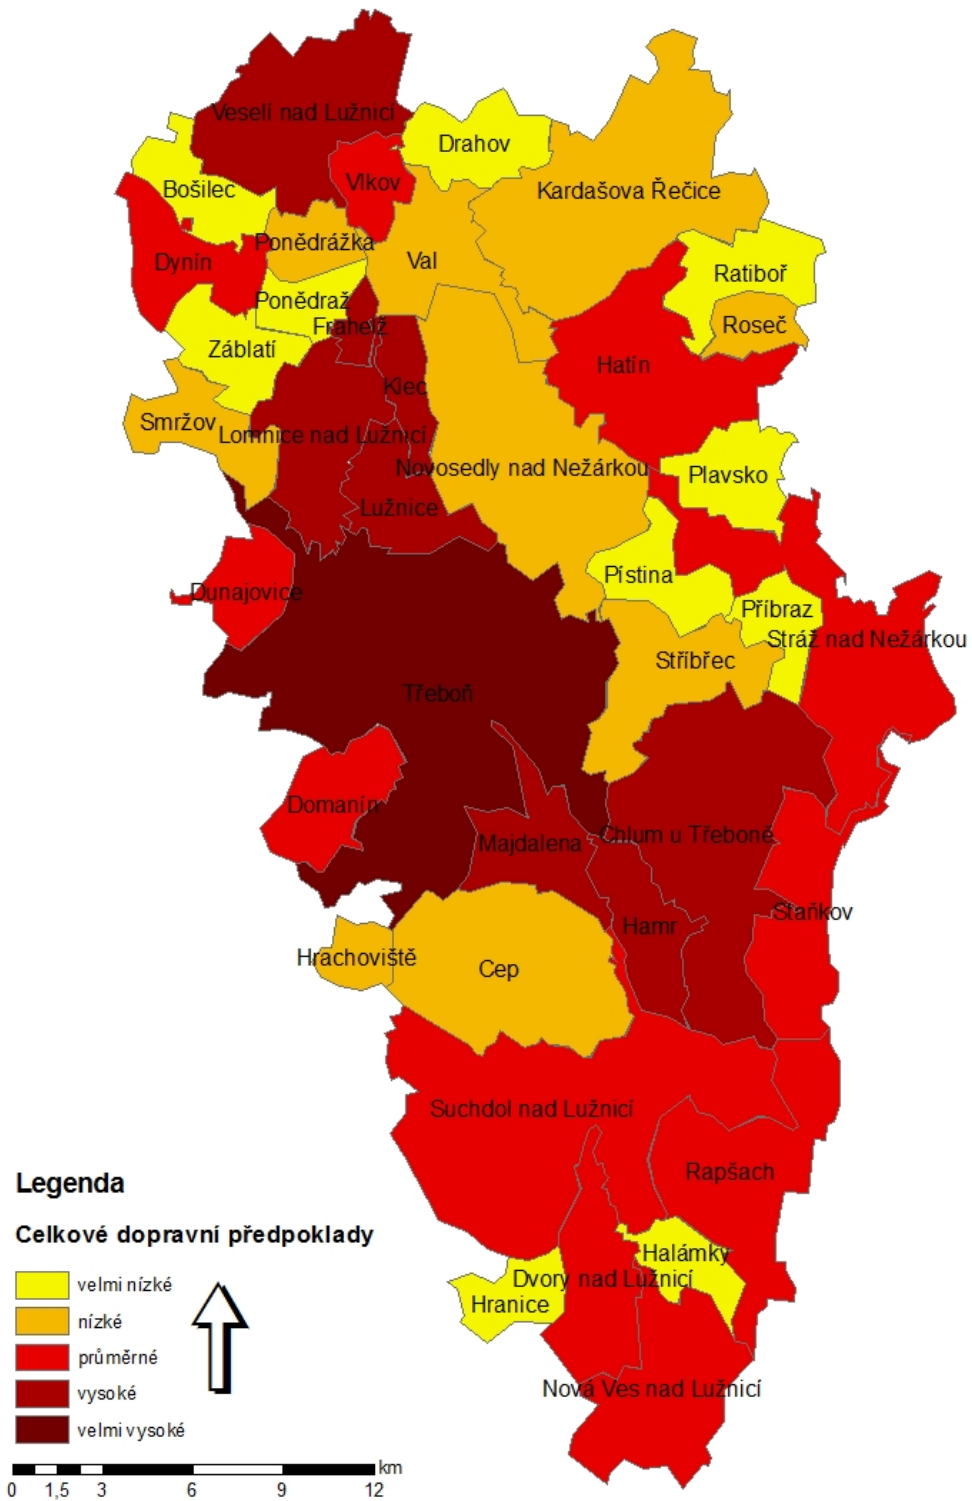 Veselí nad Lužnicí
Drahov
Vlkov
Bošilec
Kardašova Řečice
Ponědrážka
Dynín
Val
Ratiboř
Ponědraž
Frahelž
Roseč
Záblatí
Hatín
Klec
Smržov
Lomnice nad Lužnicí
Novosedly nad Nežárkou
Plavsko
Lužnice
Pístina
Dunajovice
Příbraz
Stráž nad Nežárkou
Stříbřec
Třeboň
Domanín
Chlum u Třeboně
Majdalena
Staňkov
Hamr
Hrachoviště
Cep
Suchdol nad Lužnicí
Rapšach
Halámky
Dvory nad Lužnicí
Hranice
Nová Ves nad Lužnicí
Legenda
Celkové dopravní předpoklady
velmi nízké
nízké
průměrné
vysoké
velmi vysoké
km
0 1,5 3 6 9 12